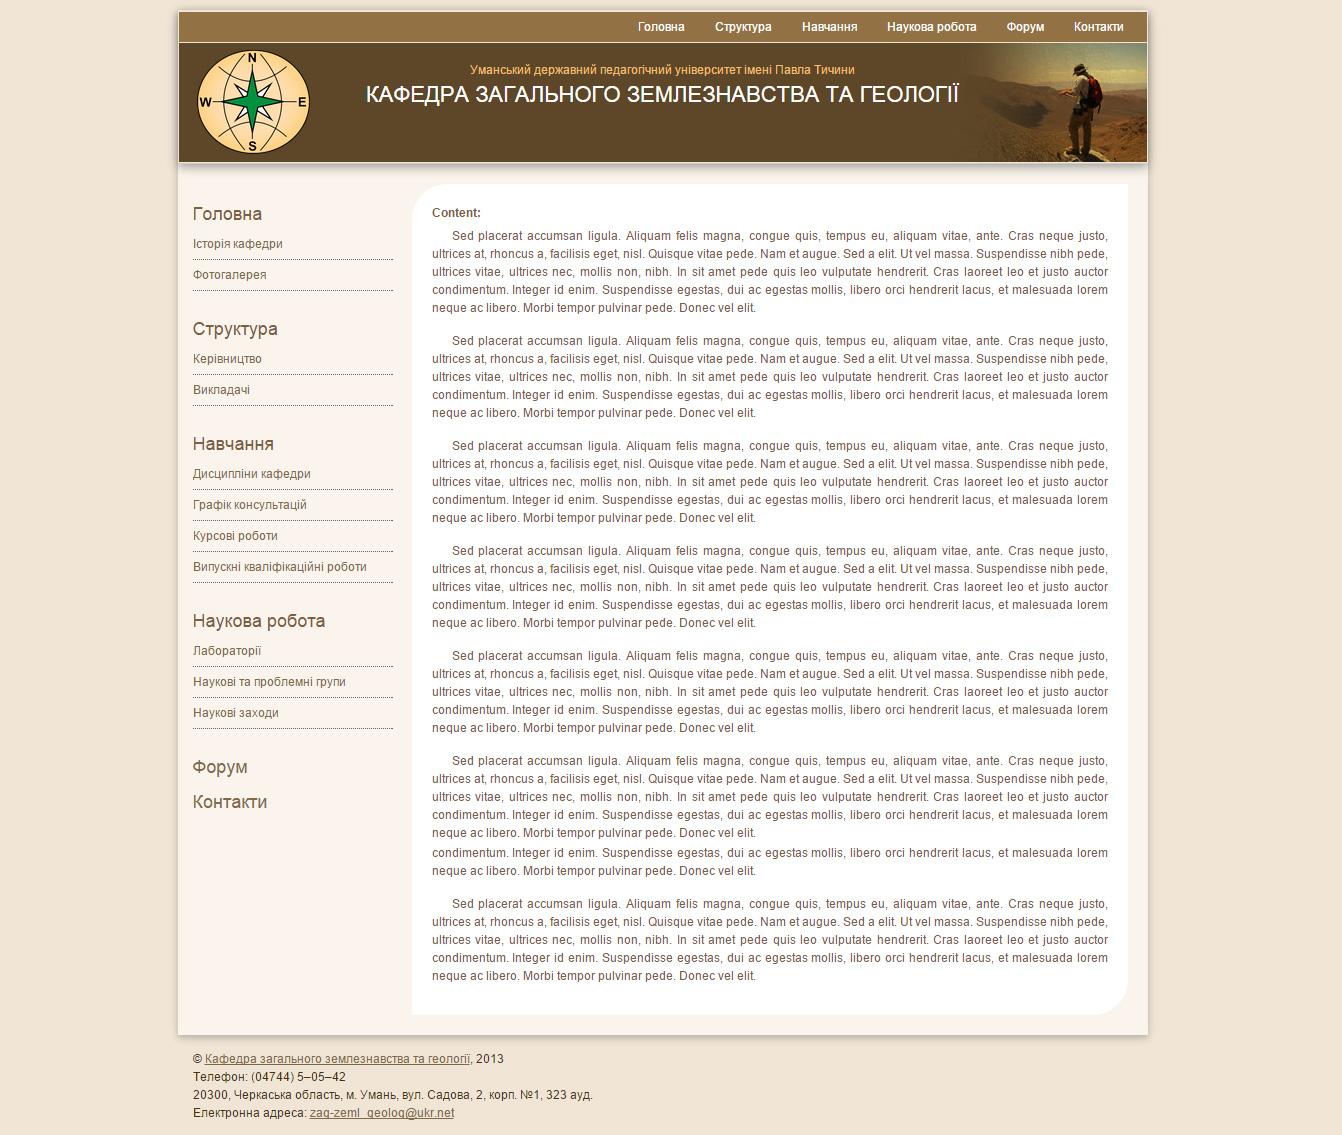 Головна Структура Навчання Наукова робота Форум Контакти
N
W E
S
Уманський державний педагогічний університет імені Павла Тичини
КАФЕДРА ЗАГАЛЬНОГО ЗЕМЛЕЗНАВСТВА ТА ГЕОЛОГІЇ
Головна
Історія кафедри
Фотогалерея
Структура
Керівництво
Викладачі
Навчання
Дисципліни кафедри
Графік консультацій
Курсові роботи
Випускні кваліфікаційні роботи
Наукова робота
Лабораторії
Наукові та проблемні групи
Наукові заходи
Форум
Контакти
Content:
Sed placerat accumsan ligula. Aliquam felis magna, congue quis, tempus eu, aliquam vitae, ante. Cras neque justo,
ultrices at, rhoncus a, facilisis eget, nisl. Quisque vitae pede. Nam et augue. Sed a elit. Ut vel massa. Suspendisse nibh pede,
ultrices vitae, ultrices nec, mollis non, nibh. In sit amet pede quis leo vulputate hendrerit. Cras laoreet leo et justo auctor
condimentum. Integer id enim. Suspendisse egestas, dui ac egestas mollis, libero orci hendrerit lacus, et malesuada lorem
neque ac libero. Morbi tempor pulvinar pede. Donec vel elit.
Sed placerat accumsan ligula. Aliquam felis magna, congue quis, tempus eu, aliquam vitae, ante. Cras neque justo,
ultrices at, rhoncus a, facilisis eget, nisl. Quisque vitae pede. Nam et augue. Sed a elit. Ut vel massa. Suspendisse nibh pede,
ultrices vitae, ultrices nec, mollis non, nibh. In sit amet pede quis leo vulputate hendrerit. Cras laoreet leo et justo auctor
condimentum. Integer id enim. Suspendisse egestas, dui ac egestas mollis, libero orci hendrerit lacus, et malesuada lorem
neque ac libero. Morbi tempor pulvinar pede. Donec vel elit.
Sed placerat accumsan ligula. Aliquam felis magna, congue quis, tempus eu, aliquam vitae, ante. Cras neque justo,
ultrices at, rhoncus a, facilisis eget, nisl. Quisque vitae pede. Nam et augue. Sed a elit. Ut vel massa. Suspendisse nibh pede,
ultrices vitae, ultrices nec, mollis non, nibh. In sit amet pede quis leo vulputate hendrerit. Cras laoreet leo et justo auctor
condimentum. Integer id enim. Suspendisse egestas, dui ac egestas mollis, libero orci hendrerit lacus, et malesuada lorem
neque ac libero. Morbi tempor pulvinar pede. Donec vel elit.
Sed placerat accumsan ligula. Aliquam felis magna, congue quis, tempus eu, aliquam vitae, ante. Cras neque justo,
ultrices at, rhoncus a, facilisis eget, nisl. Quisque vitae pede. Nam et augue. Sed a elit. Ut vel massa. Suspendisse nibh pede,
ultrices vitae, ultrices nec, mollis non, nibh. In sit amet pede quis leo vulputate hendrerit. Cras laoreet leo et justo auctor
condimentum. Integer id enim. Suspendisse egestas, dui ac egestas mollis, libero orci hendrerit lacus, et malesuada lorem
neque ac libero. Morbi tempor pulvinar pede. Donec vel elit.
Sed placerat accumsan ligula. Aliquam felis magna, congue quis, tempus eu, aliquam vitae, ante. Cras neque justo,
ultrices at, rhoncus a, facilisis eget, nisl. Quisque vitae pede. Nam et augue. Sed a elit. Ut vel massa. Suspendisse nibh pede,
ultrices vitae, ultrices nec, mollis non, nibh. In sit amet pede quis leo vulputate hendrerit. Cras laoreet leo et justo auctor
condimentum. Integer id enim. Suspendisse egestas, dui ac egestas mollis, libero orci hendrerit lacus, et malesuada lorem
neque ac libero. Morbi tempor pulvinar pede. Donec vel elit.
Sed placerat accumsan ligula. Aliquam felis magna, congue quis, tempus eu, aliquam vitae, ante. Cras neque justo,
ultrices at, rhoncus a, facilisis eget, nisl. Quisque vitae pede. Nam et augue. Sed a elit. Ut vel massa. Suspendisse nibh pede,
ultrices vitae, ultrices nec, mollis non, nibh. In sit amet pede quis leo vulputate hendrerit. Cras laoreet leo et justo auctor
condimentum. Integer id enim. Suspendisse egestas, dui ac egestas mollis, libero orci hendrerit lacus, et malesuada lorem
neque ac libero. Morbi tempor pulvinar pede. Donec vel elit.
condimentum. Integer id enim. Suspendisse egestas, dui ac egestas mollis, libero orci hendrerit lacus, et malesuada lorem
neque ac libero. Morbi tempor pulvinar pede. Donec vel elit.
Sed placerat accumsan ligula. Aliquam felis magna, congue quis, tempus eu, aliquam vitae, ante. Cras neque justo,
ultrices at, rhoncus a, facilisis eget, nisl. Quisque vitae pede. Nam et augue. Sed a elit. Ut vel massa. Suspendisse nibh pede,
ultrices vitae, ultrices nec, mollis non, nibh. In sit amet pede quis leo vulputate hendrerit. Cras laoreet leo et justo auctor
condimentum. Integer id enim. Suspendisse egestas, dui ac egestas mollis, libero orci hendrerit lacus, et malesuada lorem
neque ac libero. Morbi tempor pulvinar pede. Donec vel elit.
© Кафедра загального землезнавства та геології, 2013
Телефон: (04744) 5–05–42
20300, Черкаська область, м. Умань, вул. Садова, 2, корп. №1, 323 ауд.
Електронна адреса: zag-zeml_geolog@ukr.net